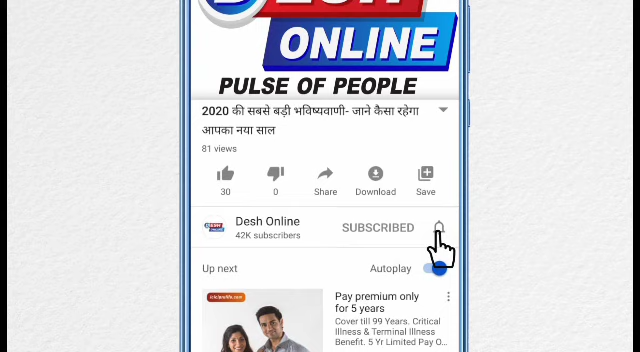 DESH
ONLINE
PULSE OF PEOPLE
2020 की सबसे बड़ी भविष्यवाणी- जाने कैसा रहेगा
आपका नया साल
81 views
30
0
Share
Download
Save
Desh Online
42K subscribers
SUBSCRIBED
Up next
Autoplay
Pay premium only
for 5 years
Cover till 99 Years. Critical
Illness & Terminal Illness
Benefit. 5 Yr Limited Pay O...